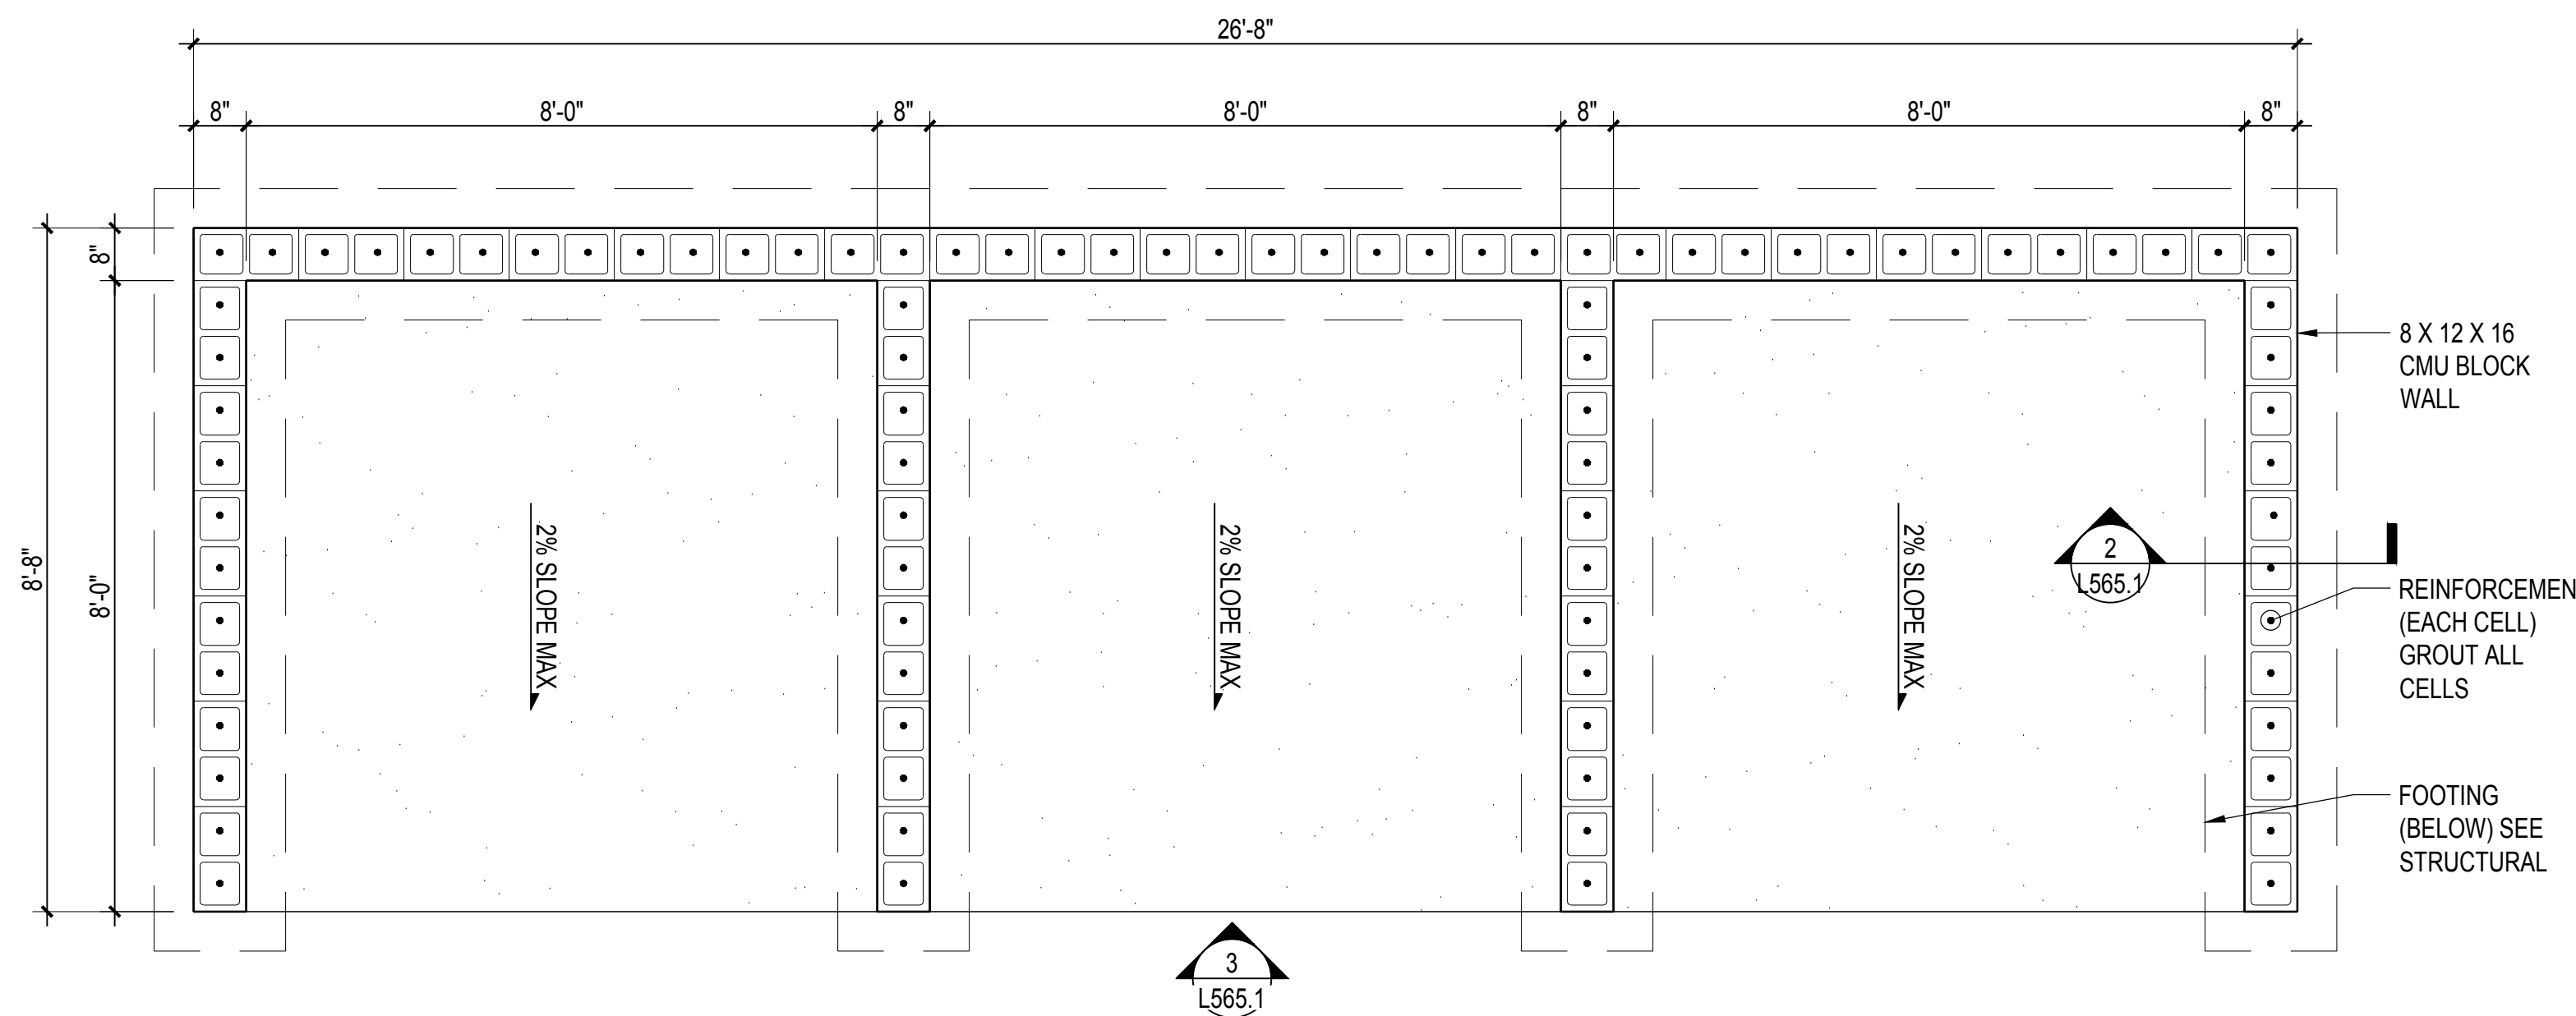 26'-8"
8"
8'-0"
8"
8'-0"
8"
8'-0"
8"
8"
8'-8"
8'-0"
2% SLOPE MAX
2% SLOPE MAX
2% SLOPE MAX
8 X 12 X 16
CMU BLOCK
WALL
2
L565.1
REINFORCEMEN
(EACH CELL)
GROUT ALL
CELLS
FOOTING
(BELOW) SEE
STRUCTURAL
3
L565.1